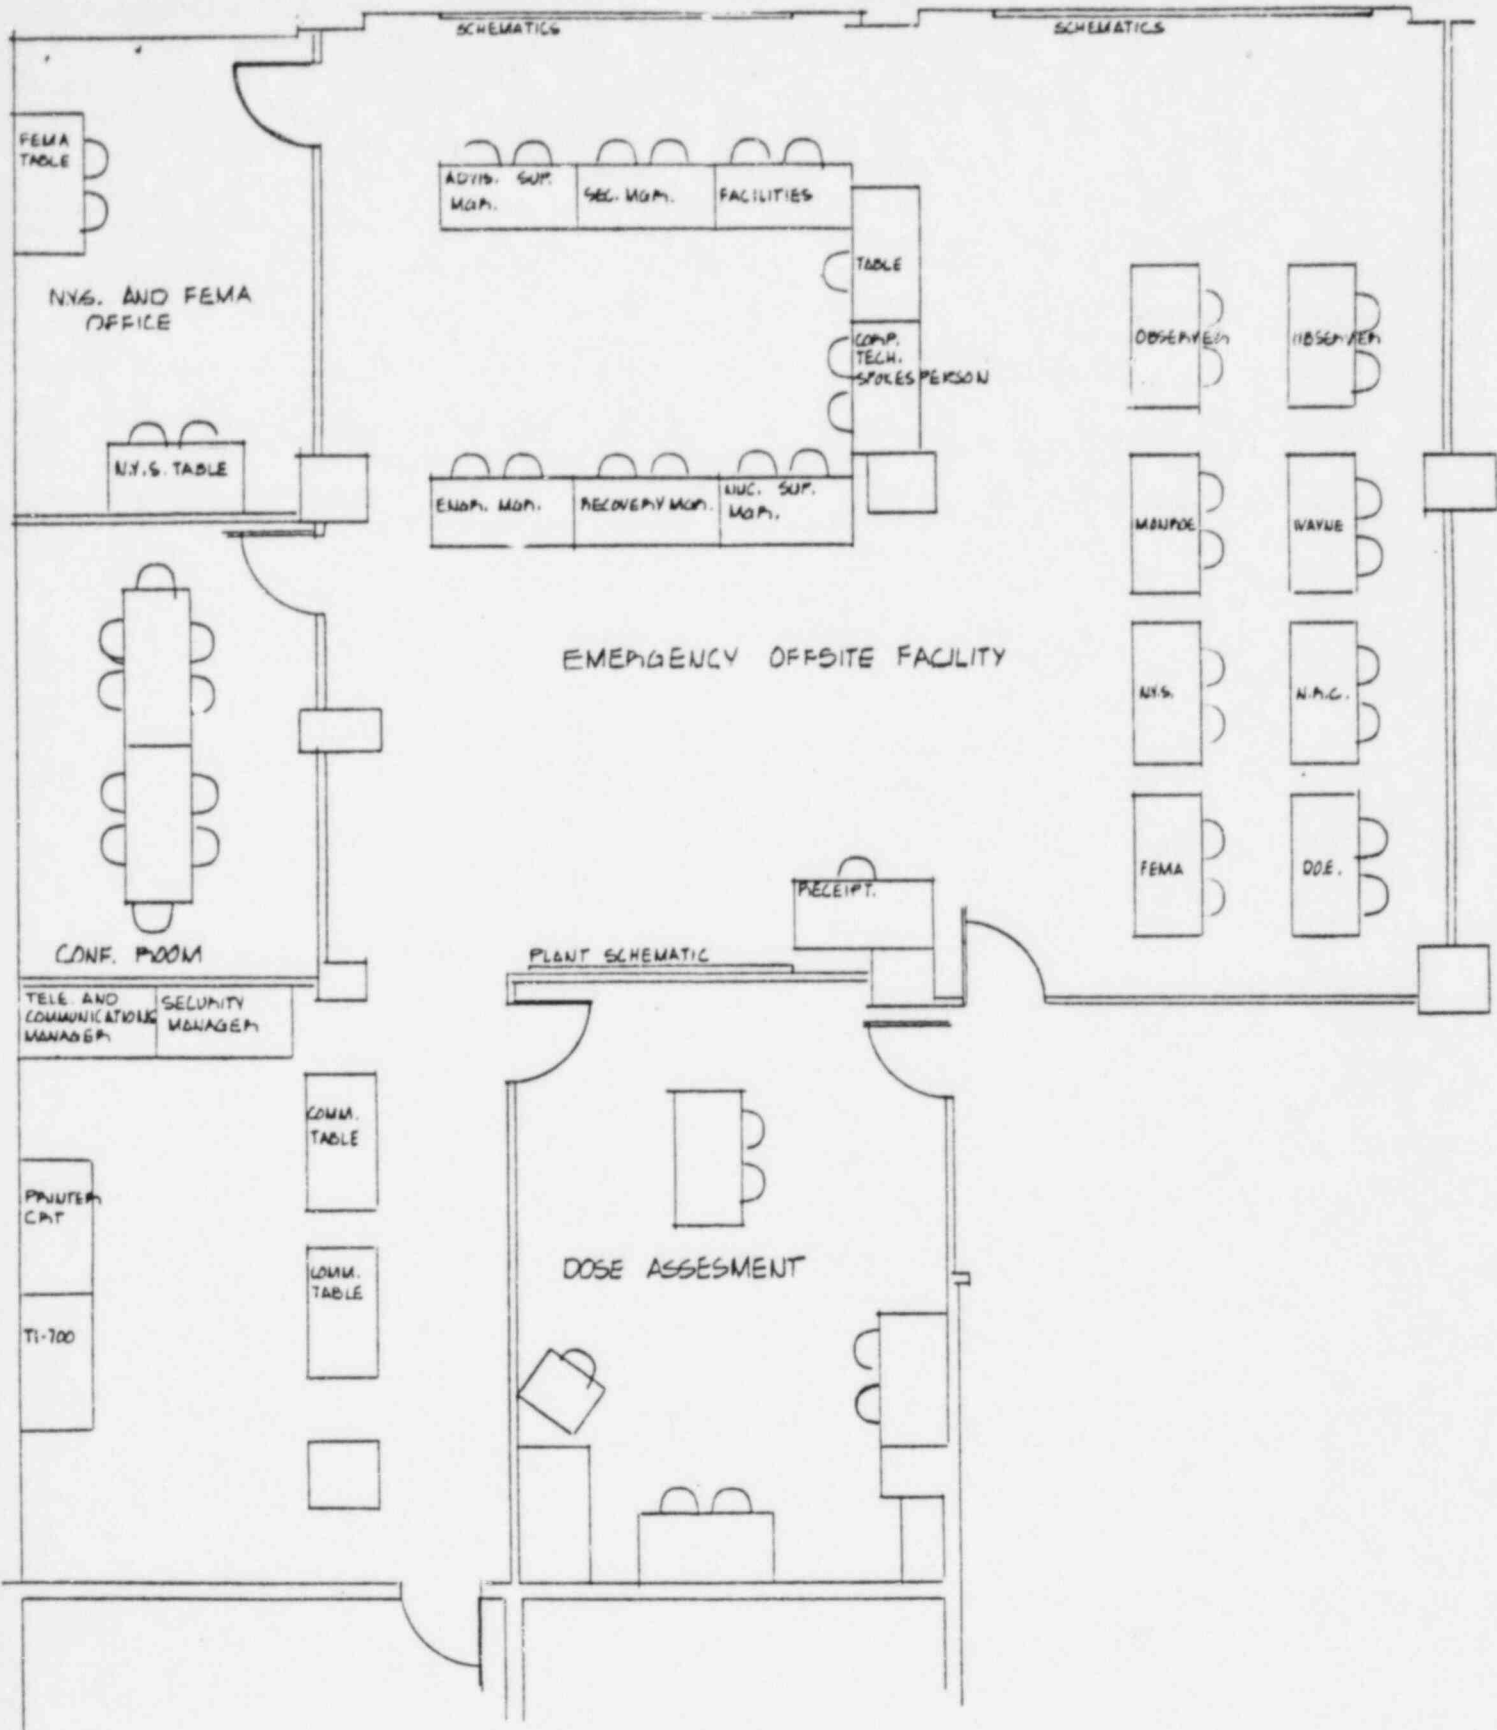 SCHEMATICS
SCHEMATICS
FEMA
TABLE
ADVIS. SUP.
MGR.
SEC. MGR.
FACILITIES
TABLE
N.Y.S. AND FEMA
OFFICE
COMP.
TECH.
SPOKESPERSON
OBSERVER
OBSERVER
N.Y.S. TABLE
ENGR. MGR.
RECOVERY MGR.
NUC. SUP.
MGR.
MONROE
WAYNE
EMERGENCY OFFSITE FACILITY
N.Y.S.
N.R.C.
FEMA
D.O.E.
RECEIPT.
CONF. ROOM
PLANT SCHEMATIC
TELE. AND
COMMUNICATIONS
MANAGER
SECURITY
MANAGER
COMM.
TABLE
PRINTER
CRT
COMM.
TABLE
DOSE ASSESMENT
TI-700